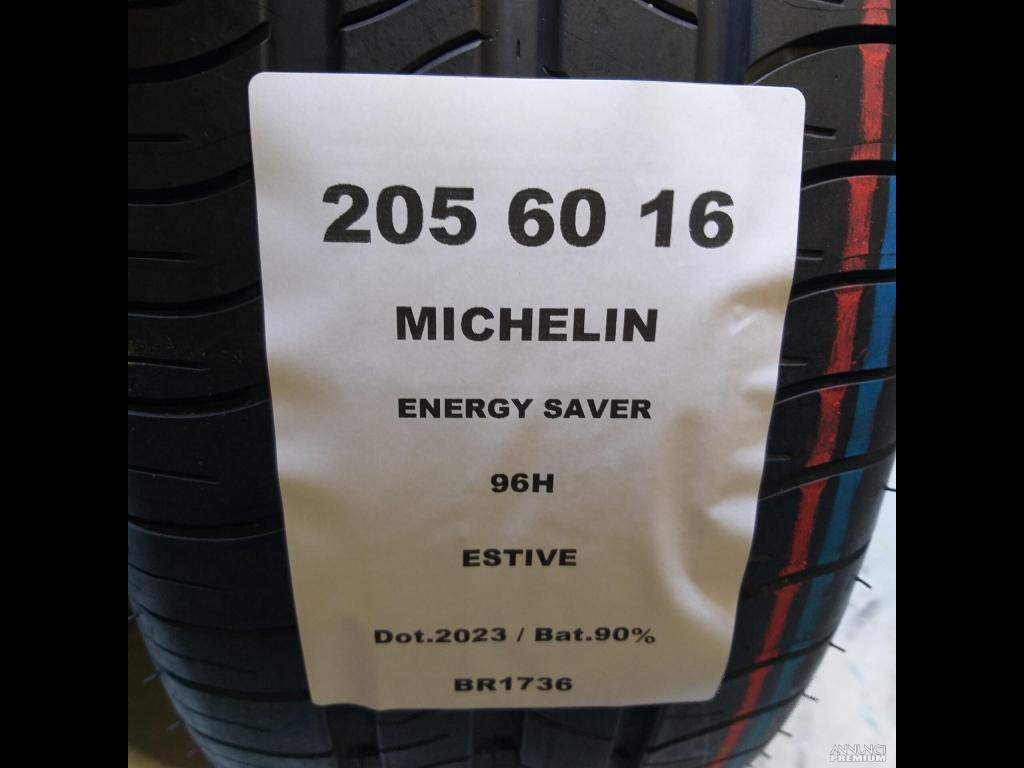 205 60 16
MICHELIN
ENERGY SAVER
96H
ESTIVE
Dot.2023 / Bat.90%
BR1736
ANNUNCI
PREMIUM